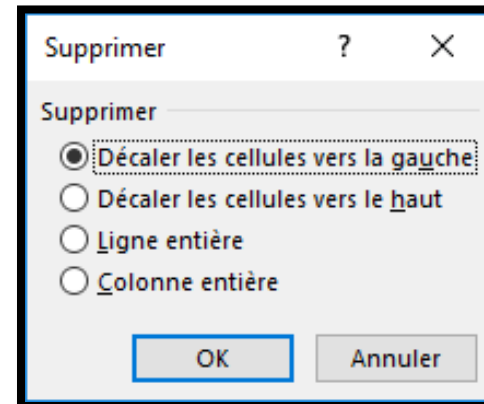 Supprimer ?
Supprimer
Décaler les cellules vers la gauche
Décaler les cellules vers le haut
Ligne entière
Colonne entière
OK Annuler